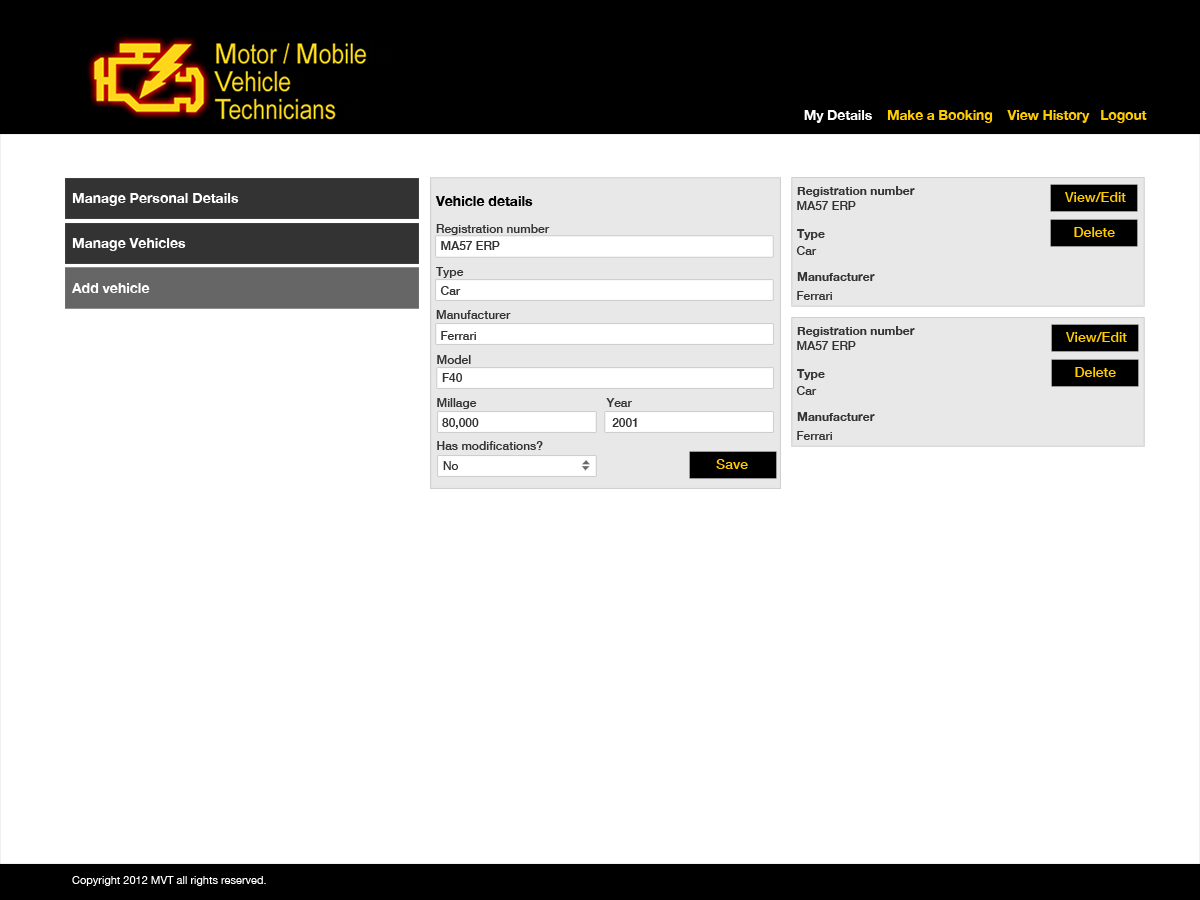 Motor / Mobile
Vehicle
Technicians
My Details Make a Booking View History Logout
Manage Personal Details
Manage Vehicles
Add vehicle
Vehicle details
Registration number
MA57 ERP
Type
Car
Manufacturer
Ferrari
Model
F40
Millage Year
80,000 2001
Has modifications?
No Save
Registration number View/Edit
MA57 ERP
Type Delete
Car
Manufacturer
Ferrari
Registration number View/Edit
MA57 ERP
Type Delete
Car
Manufacturer
Ferrari
Copyright 2012 MVT all rights reserved.